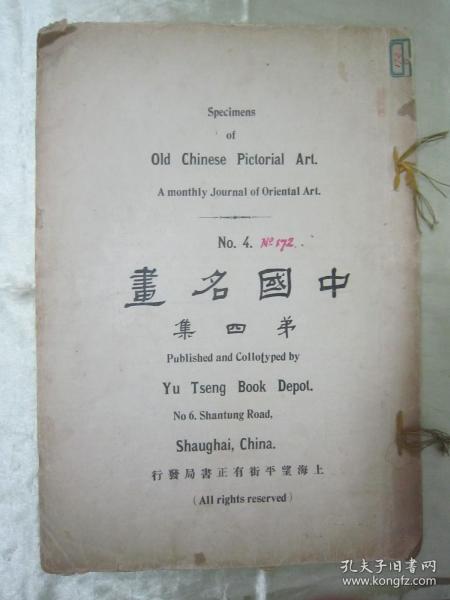 Specimens
of
Old Chinese Pictorial Art.
A monthly Journal of Oriental Art.
No. 4. No 572.
畫名國中
集四弟
Published and Collotyped by
Yu Tseng Book Depot.
No 6. Shantung Road,
Shaughai, China.
行發局書正有街平望海上
(All rights reserved)
孔夫子旧书网
www.kongfz.com